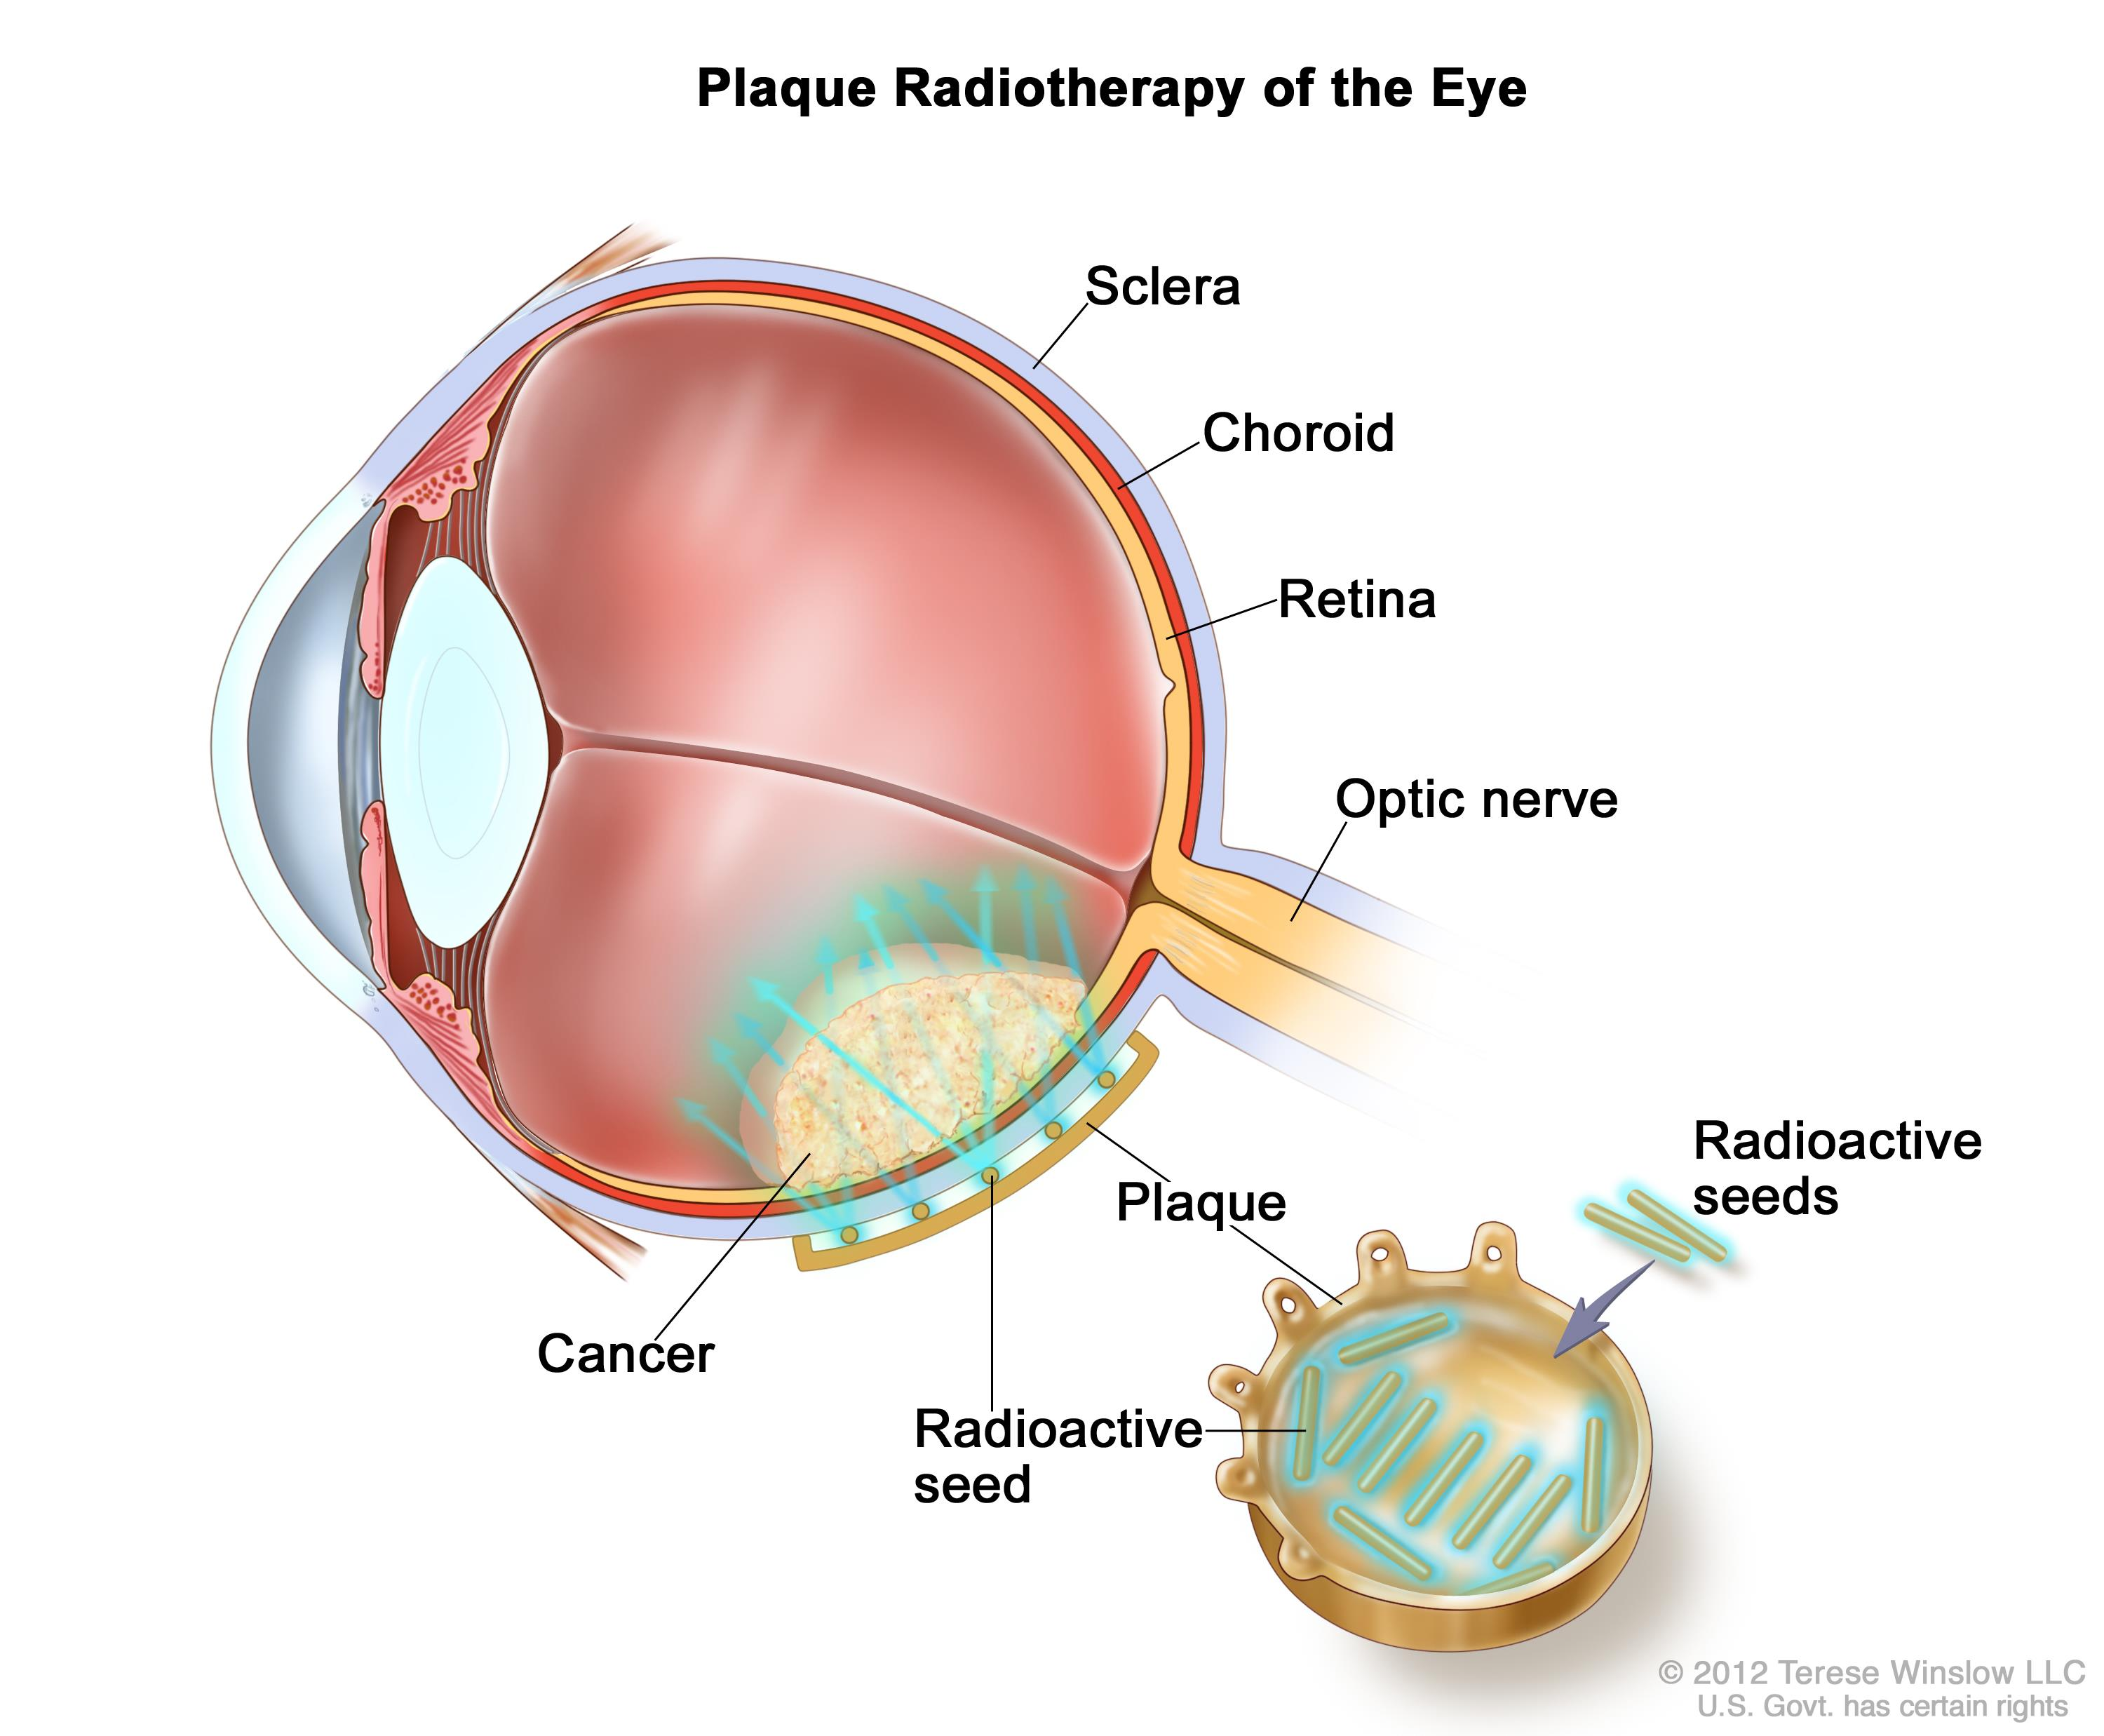 Plaque Radiotherapy of the Eye
Sclera
Choroid
Retina
Optic nerve
Radioactive
seeds
Plaque
Cancer
Radioactive
seed
© 2012 Terese Winslow LLC
U.S. Govt. has certain rights